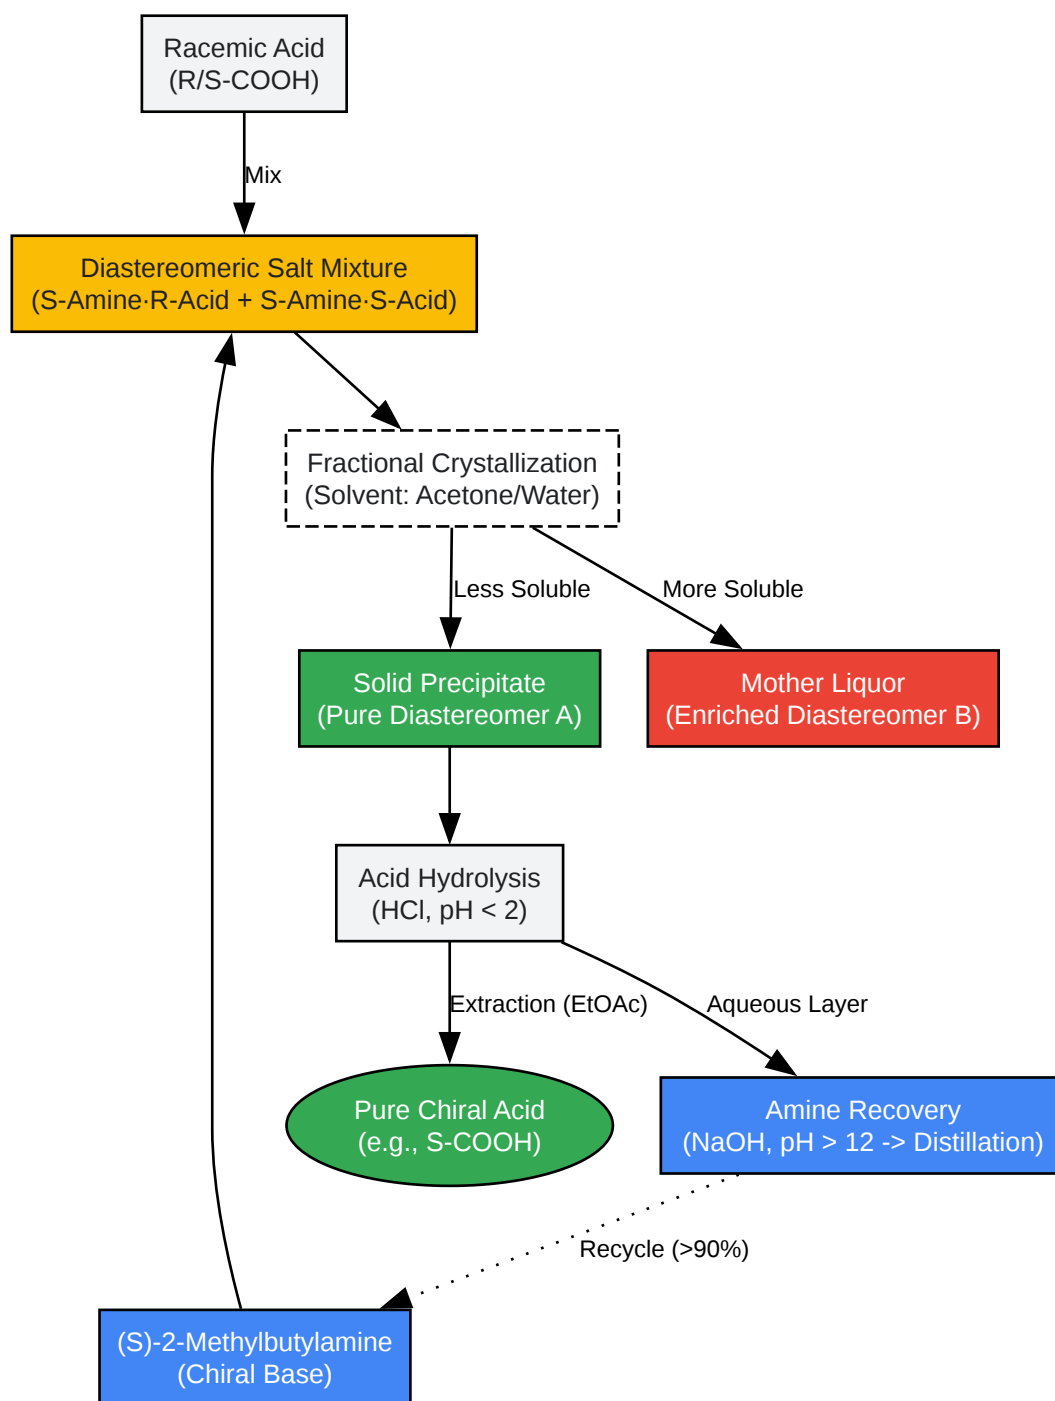 Racemic Acid
(R/S-COOH)
Mix
Diastereomeric Salt Mixture
(S-Amine·R-Acid + S-Amine·S-Acid)
Fractional Crystallization
(Solvent: Acetone/Water)
Less Soluble
More Soluble
Solid Precipitate
(Pure Diastereomer A)
Mother Liquor
(Enriched Diastereomer B)
Acid Hydrolysis
(HCl, pH < 2)
Extraction (EtOAc)
Aqueous Layer
Pure Chiral Acid
(e.g., S-COOH)
Amine Recovery
(NaOH, pH > 12 -> Distillation)
Recycle (>90%)
(S)-2-Methylbutylamine
(Chiral Base)